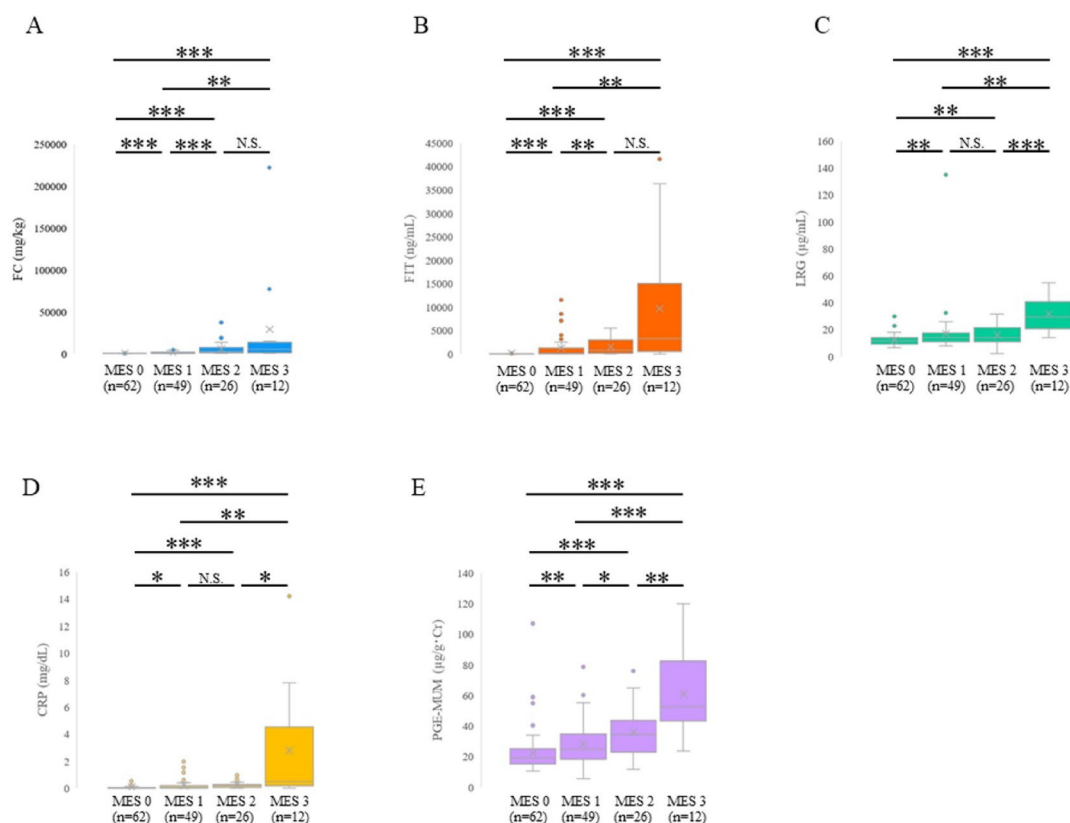 A
***
**
***
*** *** N.S.
250000
200000
150000
100000
50000
0
FC (mg/kg)
MES 0 MES 1 MES 2 MES 3
(n=62) (n=49) (n=26) (n=12)
B
***
**
***
*** ** N.S.
45000
40000
35000
30000
25000
20000
15000
10000
5000
0
FIT (ng/mL)
MES 0 MES 1 MES 2 MES 3
(n=62) (n=49) (n=26) (n=12)
C
***
**
**
** N.S. ***
160
140
120
100
80
60
40
20
0
LRG (µg/mL)
MES 0 MES 1 MES 2 MES 3
(n=62) (n=49) (n=26) (n=12)
D
***
**
***
* N.S. *
16
14
12
10
8
6
4
2
0
CRP (mg/dL)
MES 0 MES 1 MES 2 MES 3
(n=62) (n=49) (n=26) (n=12)
E
***
***
***
** * **
140
120
100
80
60
40
20
0
PGE-MUM (µg/g·Cr)
MES 0 MES 1 MES 2 MES 3
(n=62) (n=49) (n=26) (n=12)